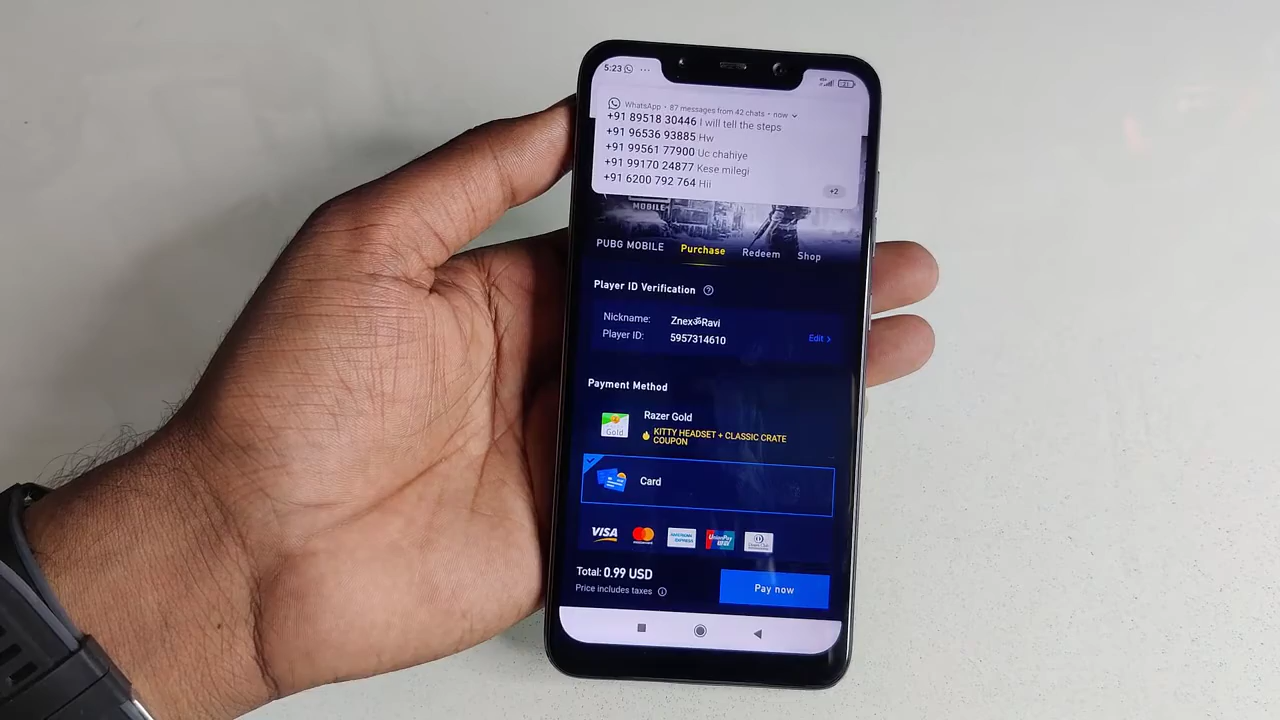 5:23
WhatsApp • 87 messages from 42 chats • now
+91 89518 30446 I will tell the steps
+91 96536 93885 Hw
+91 99561 77900 Uc chahiye
+91 99170 24877 Kese milegi
+91 6200 792 764 Hii
+2
MOBILE
PUBG MOBILE Purchase Redeem Shop
Player ID Verification
Nickname: ZnexॐRavi
Player ID: 5957314610
Edit >
Payment Method
Razer Gold
Gold
KITTY HEADSET + CLASSIC CRATE
COUPON
Card
VISA
AMERICAN EXPRESS
UnionPay
Total: 0.99 USD
Price includes taxes
Pay now